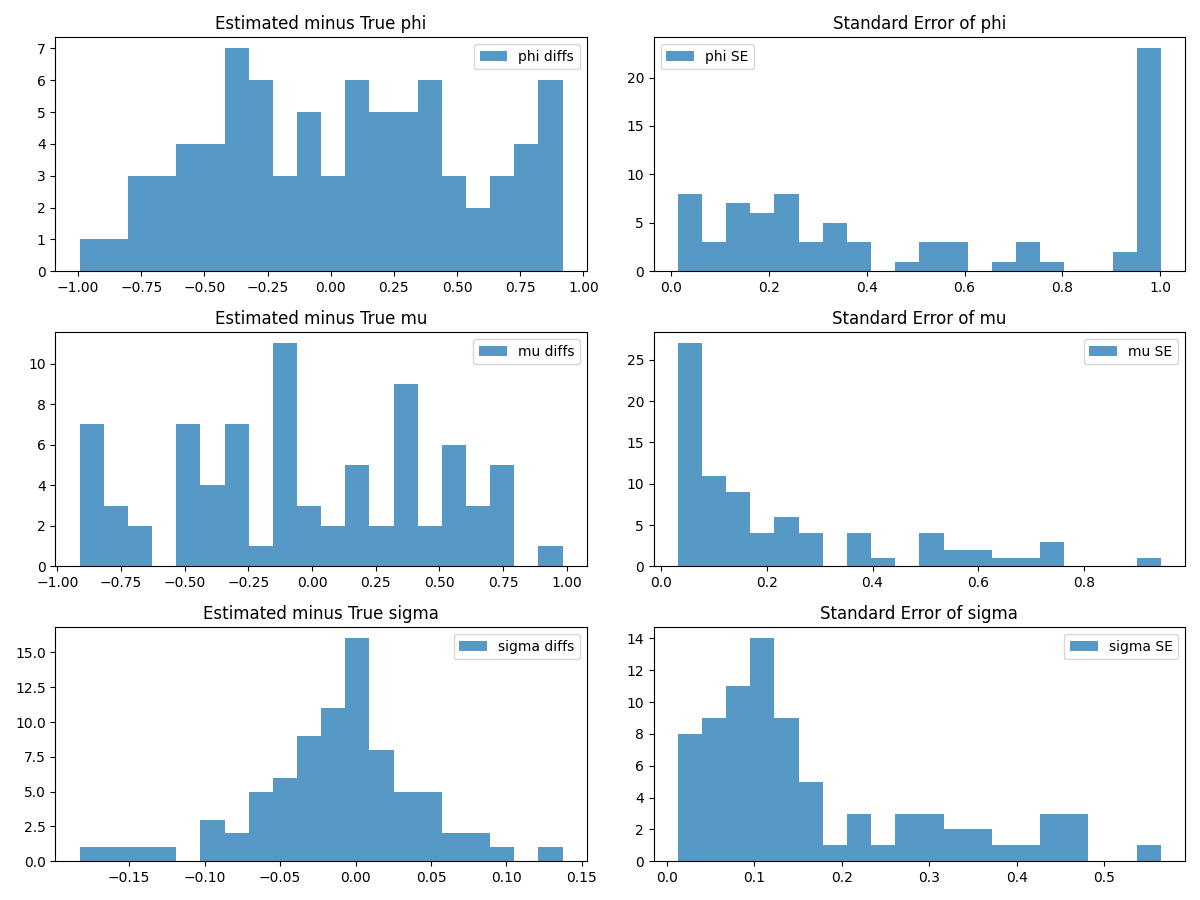 Estimated minus True phi
phi diffs
7
6
5
4
3
2
1
0
−1.00 −0.75 −0.50 −0.25 0.00 0.25 0.50 0.75 1.00
Standard Error of phi
phi SE
20
15
10
5
0
0.0 0.2 0.4 0.6 0.8 1.0
Estimated minus True mu
mu diffs
10
8
6
4
2
0
−1.00 −0.75 −0.50 −0.25 0.00 0.25 0.50 0.75 1.00
Standard Error of mu
mu SE
25
20
15
10
5
0
0.0 0.2 0.4 0.6 0.8
Estimated minus True sigma
sigma diffs
15.0
12.5
10.0
7.5
5.0
2.5
0.0
−0.15 −0.10 −0.05 0.00 0.05 0.10 0.15
Standard Error of sigma
sigma SE
14
12
10
8
6
4
2
0
0.0 0.1 0.2 0.3 0.4 0.5